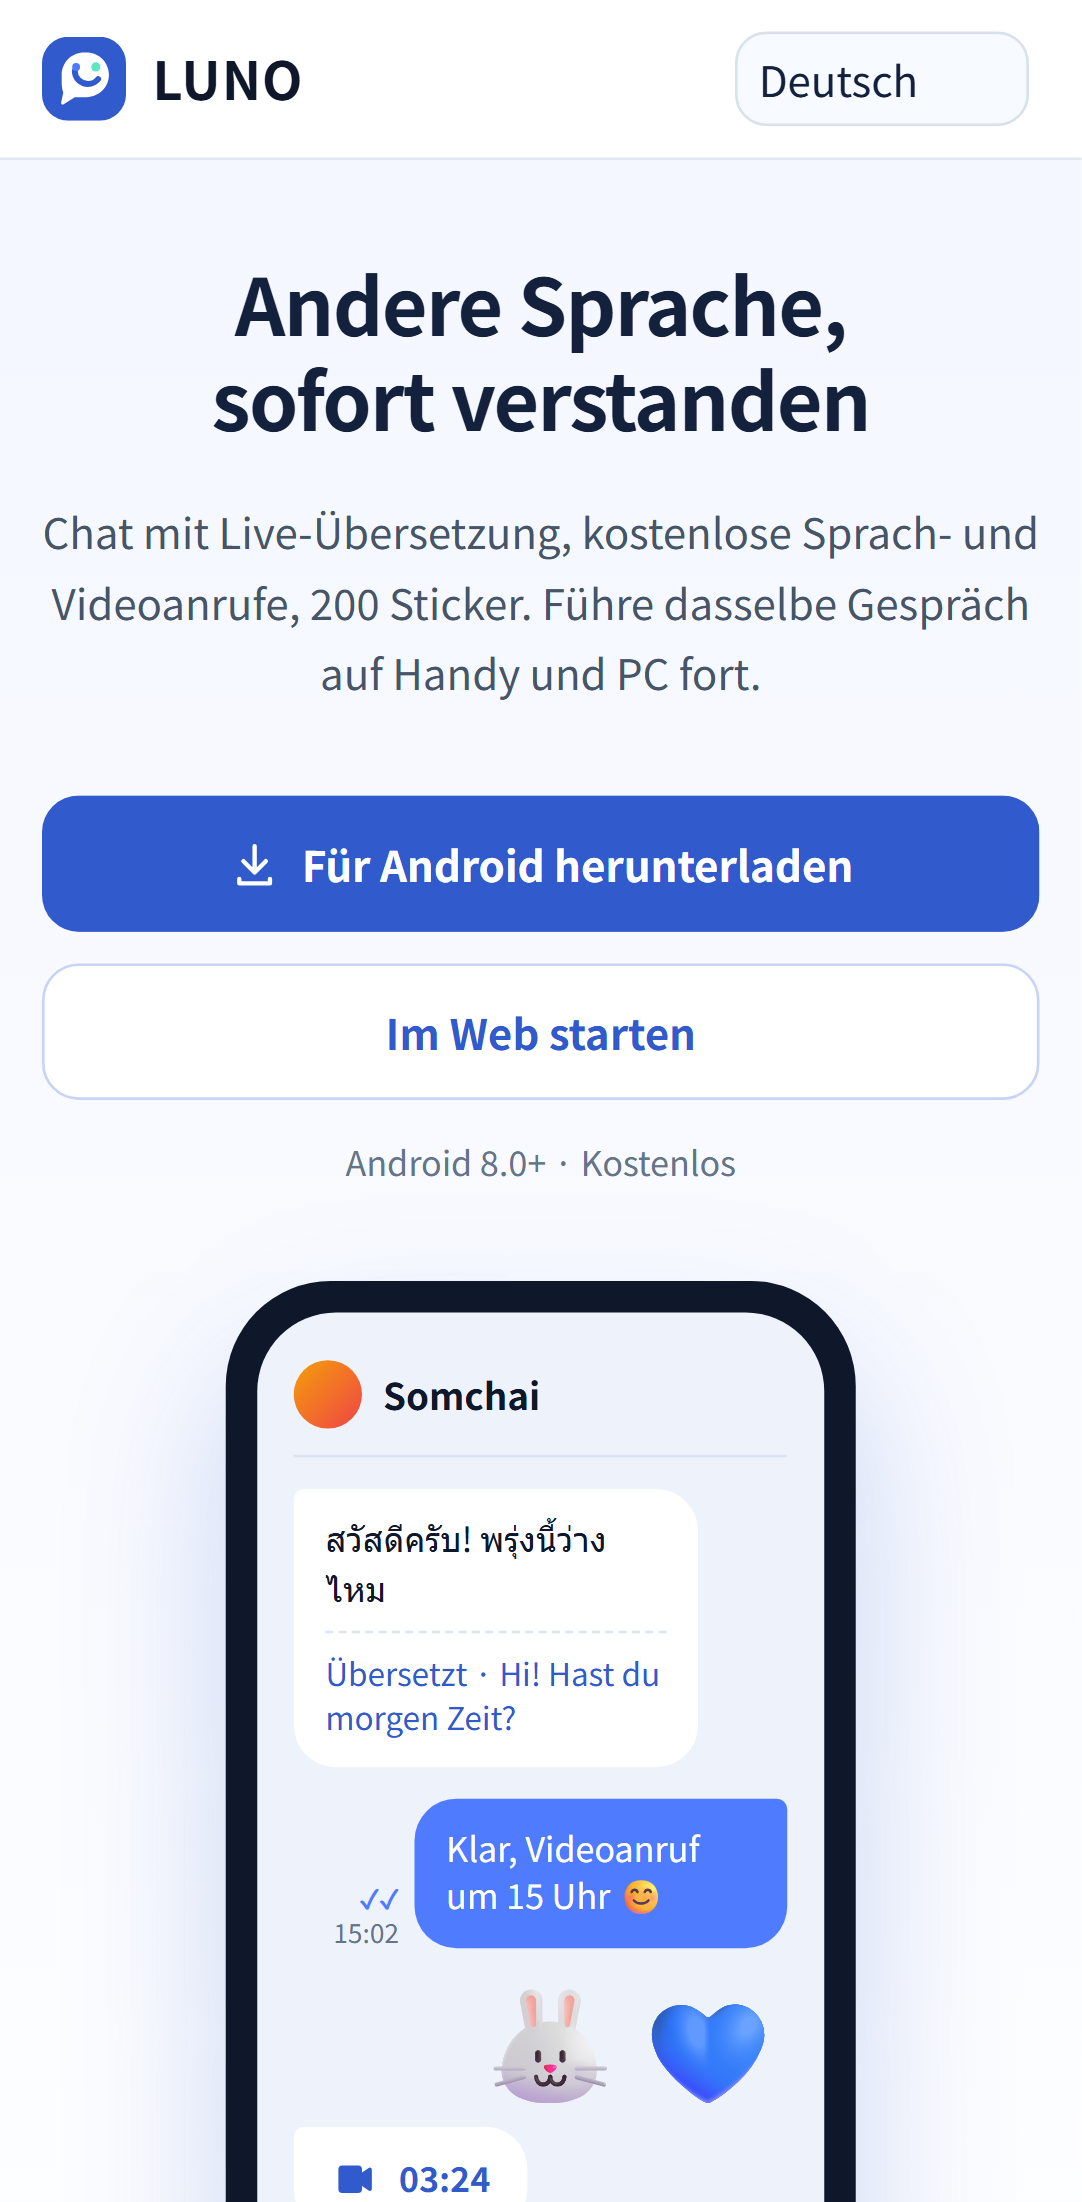 LUNO
Deutsch
Andere Sprache,
sofort verstanden
Chat mit Live-Übersetzung, kostenlose Sprach- und
Videoanrufe, 200 Sticker. Führe dasselbe Gespräch
auf Handy und PC fort.
Für Android herunterladen
Im Web starten
Android 8.0+ · Kostenlos
Somchai
สวัสดีครับ! พรุ่งนี้ว่าง
ไหม
Übersetzt · Hi! Hast du
morgen Zeit?
Klar, Videoanruf
um 15 Uhr 😊
15:02
03:24